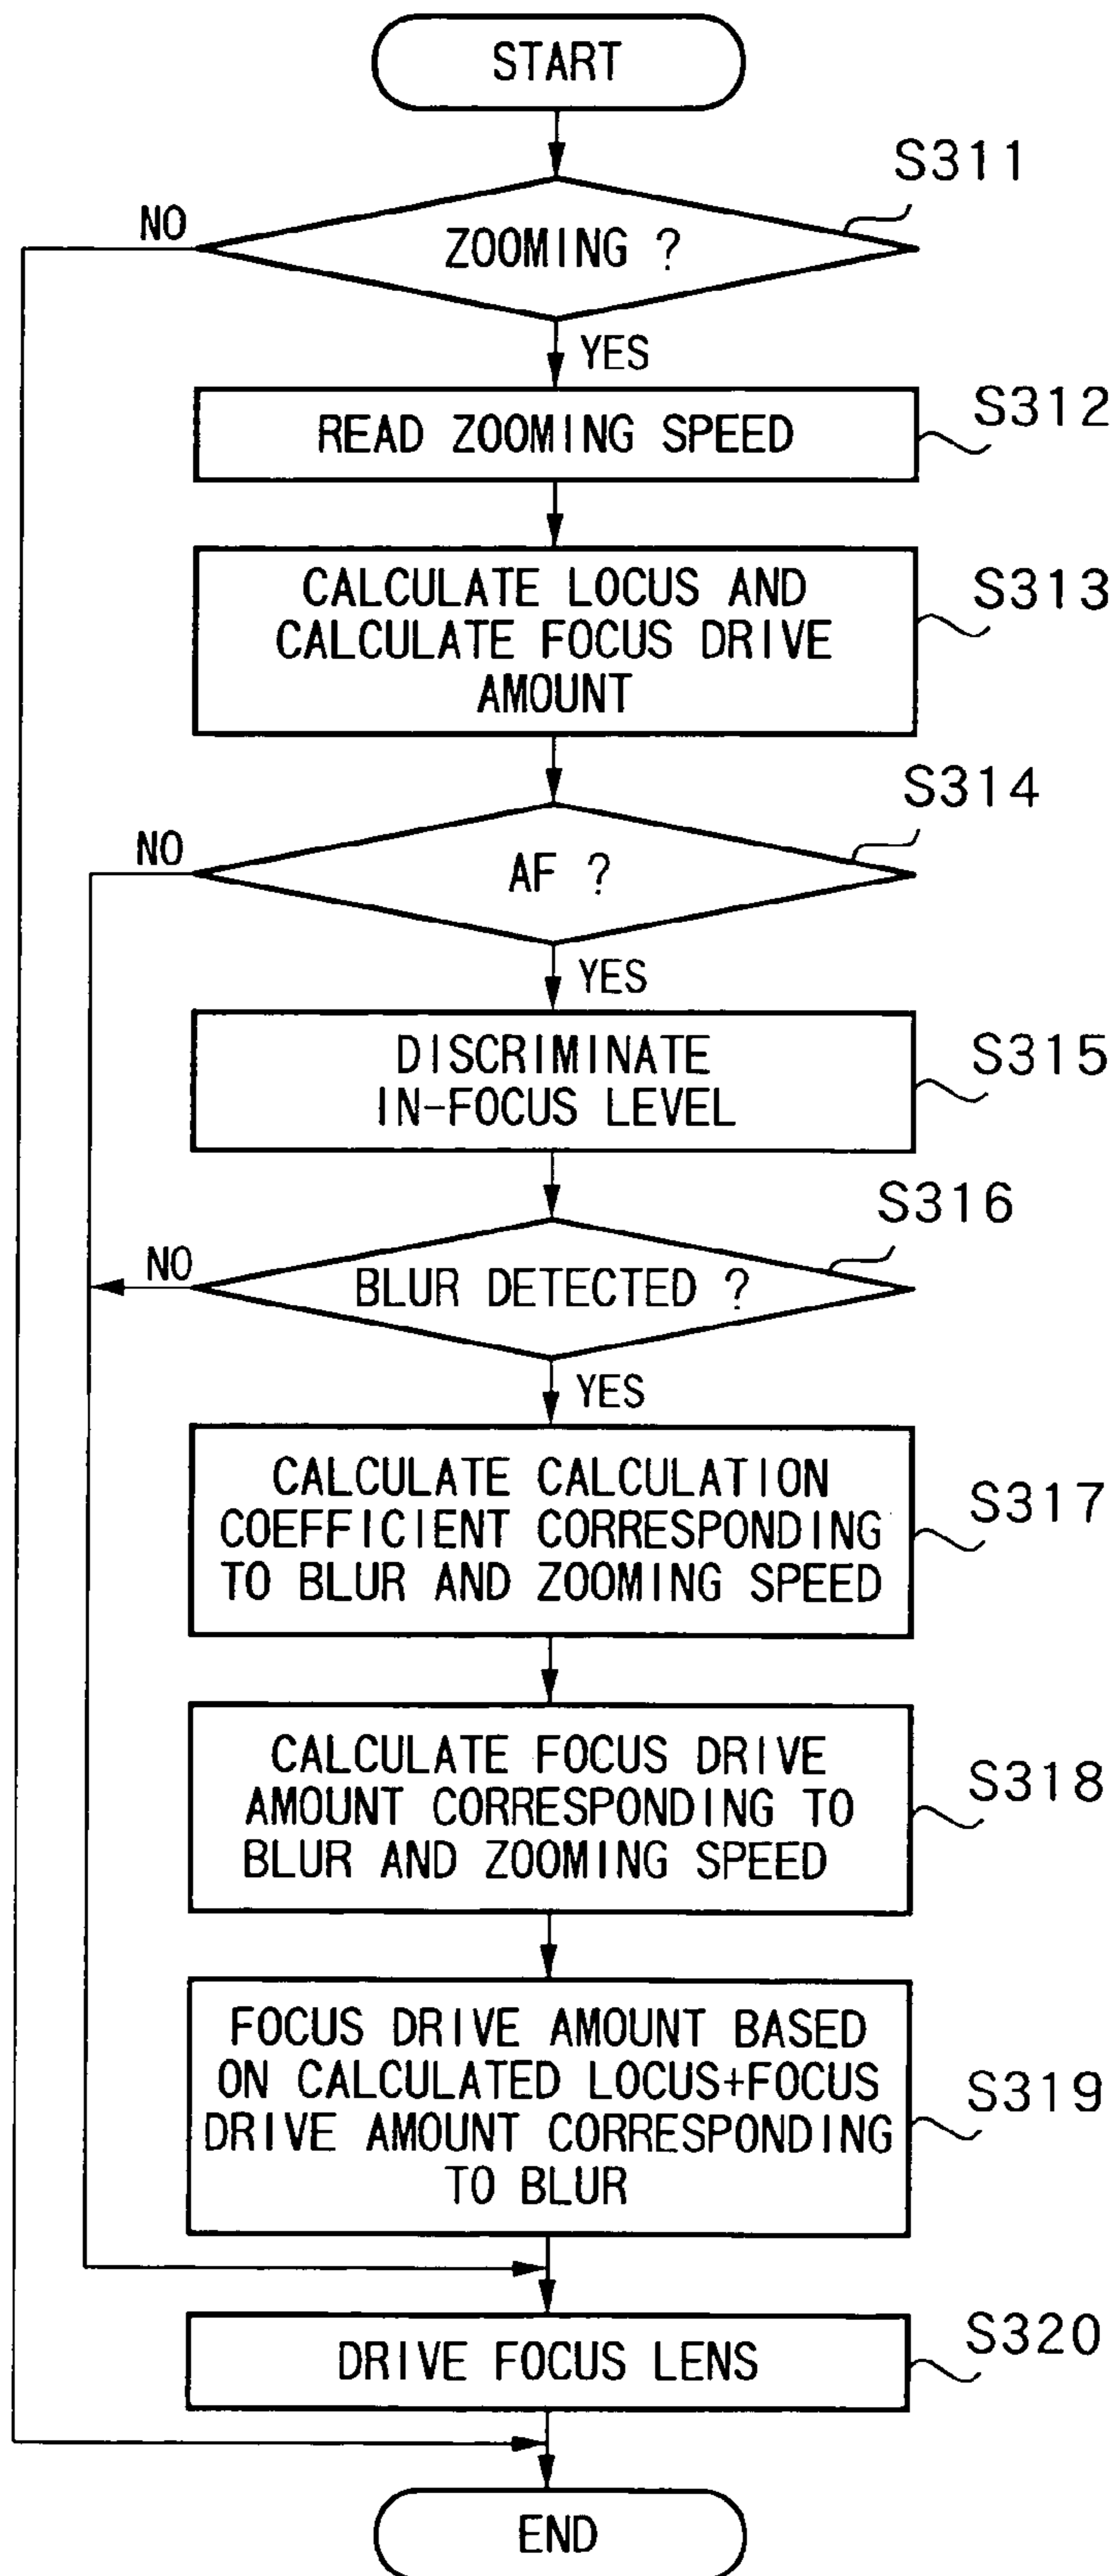 START
S311
NO
ZOOMING ?
YES
S312
READ ZOOMING SPEED
S313
CALCULATE LOCUS AND
CALCULATE FOCUS DRIVE
AMOUNT
S314
NO
AF ?
YES
S315
DISCRIMINATE
IN-FOCUS LEVEL
S316
NO
BLUR DETECTED ?
YES
S317
CALCULATE CALCULATION
COEFFICIENT CORRESPONDING
TO BLUR AND ZOOMING SPEED
S318
CALCULATE FOCUS DRIVE
AMOUNT CORRESPONDING TO
BLUR AND ZOOMING SPEED
S319
FOCUS DRIVE AMOUNT BASED
ON CALCULATED LOCUS+FOCUS
DRIVE AMOUNT CORRESPONDING
TO BLUR
S320
DRIVE FOCUS LENS
END